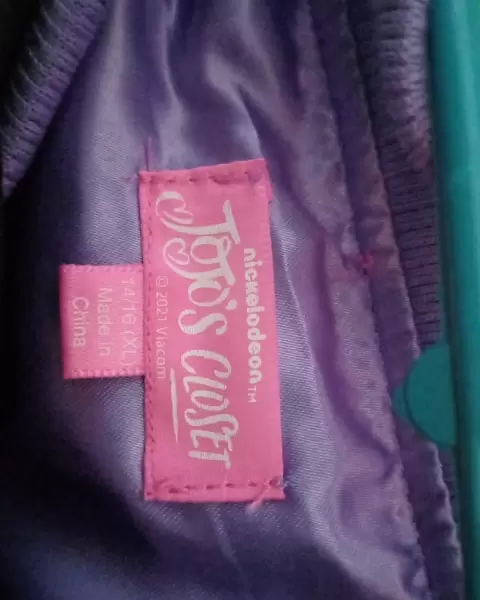 nickelodeon™
JoJo's CLOSET
© 2021 Viacom
14/16 (XL)
Made in
China